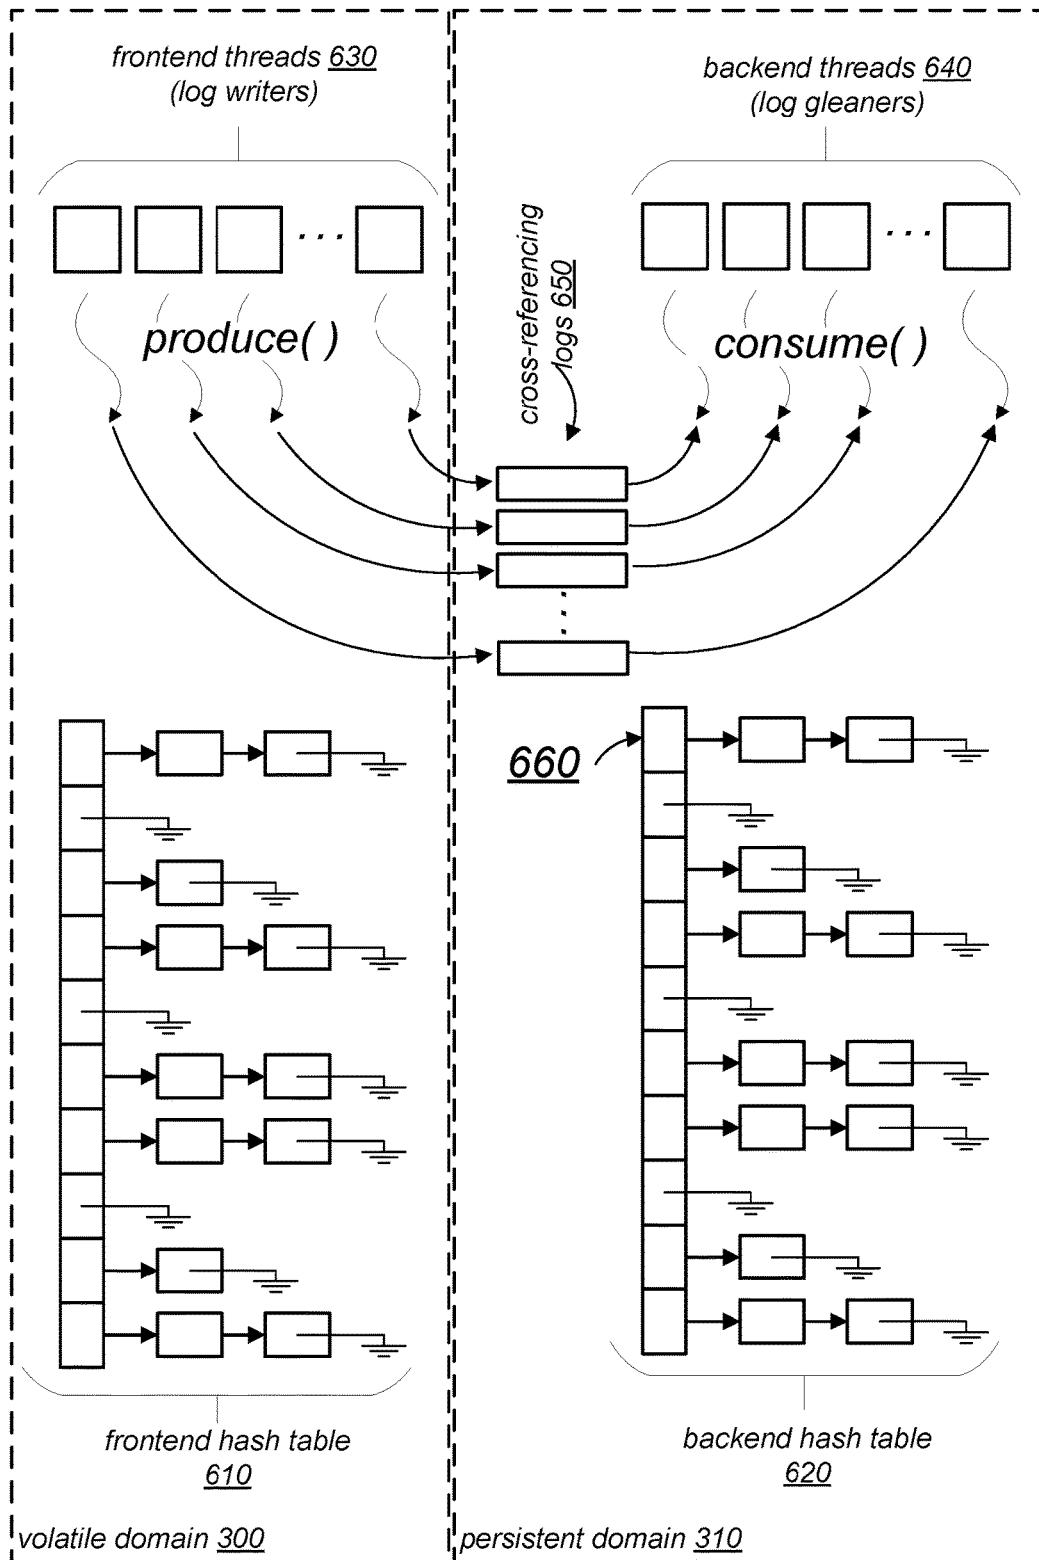 frontend threads 630
(log writers)
backend threads 640
(log gleaners)
cross-referencing
logs 650
. . .
. . .
produce( )
consume( )
660
frontend hash table
610
backend hash table
620
volatile domain 300
persistent domain 310